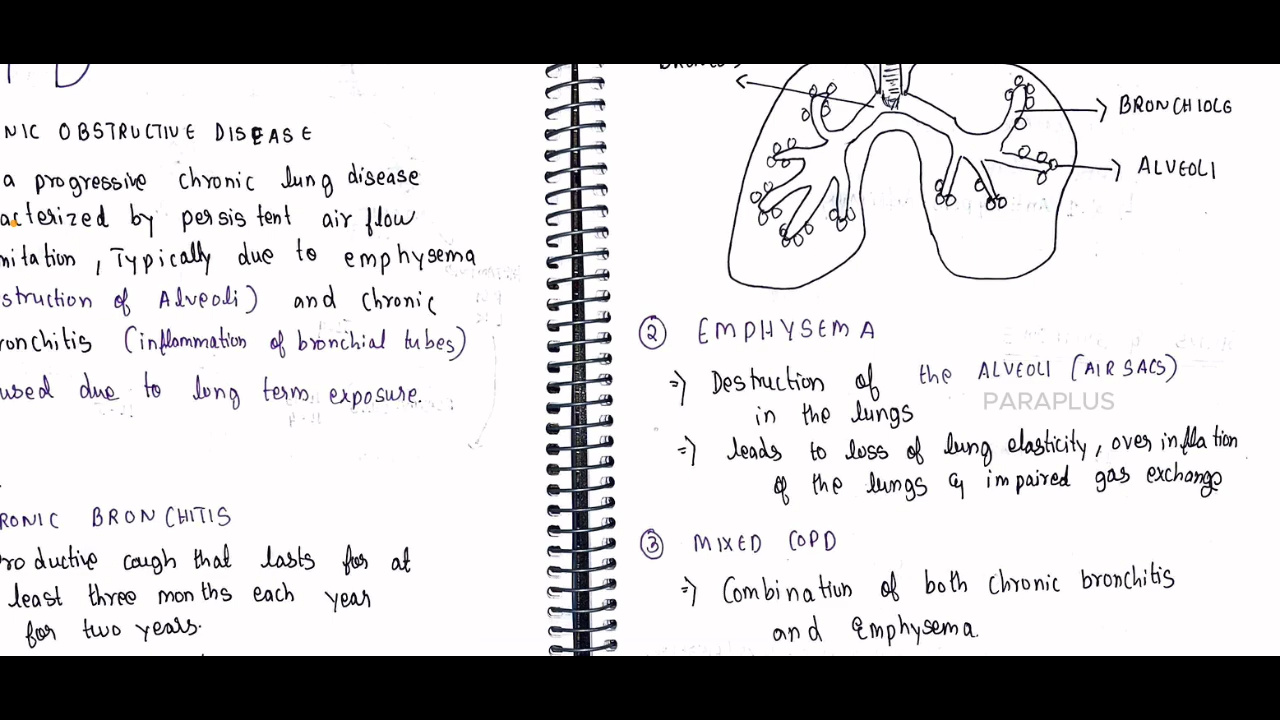 NIC OBSTRUCTIVE DISEASE
a progressive chronic lung disease
acterized by persistent air flow
mitation, Typically due to emphysema
struction of Alveoli) and chronic
ronchitis (inflammation of bronchial tubes)
used due to long term exposure.
RONIC BRONCHITIS
roductive cough that lasts for at
least three months each year
for two years.
BRONCHIOLE
ALVEOLI
② EMPHYSEMA
=> Destruction of the ALVEOLI (AIR SACS)
in the lungs
PARAPLUS
=> leads to loss of lung elasticity, over inflation
of the lungs & impaired gas exchange
③ MIXED COPD
=> Combination of both chronic bronchitis
and Emphysema.